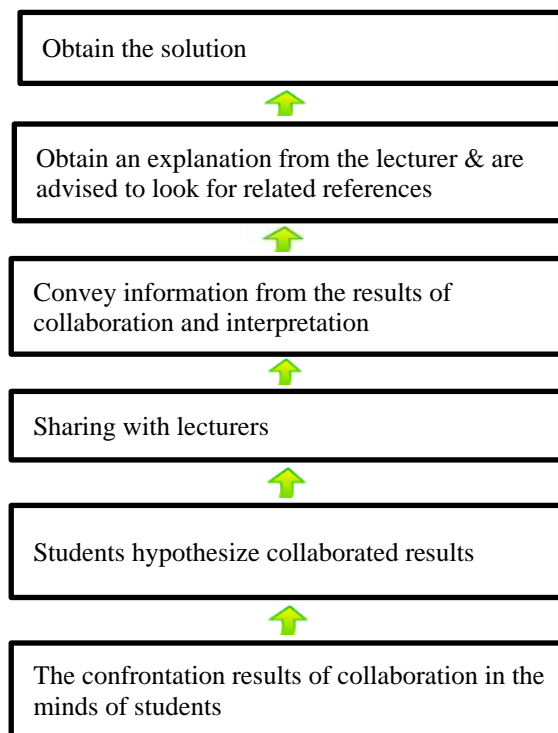 Obtain the solution
Obtain an explanation from the lecturer & are
advised to look for related references
Convey information from the results of
collaboration and interpretation
Sharing with lecturers
Students hypothesize collaborated results
The confrontation results of collaboration in the
minds of students